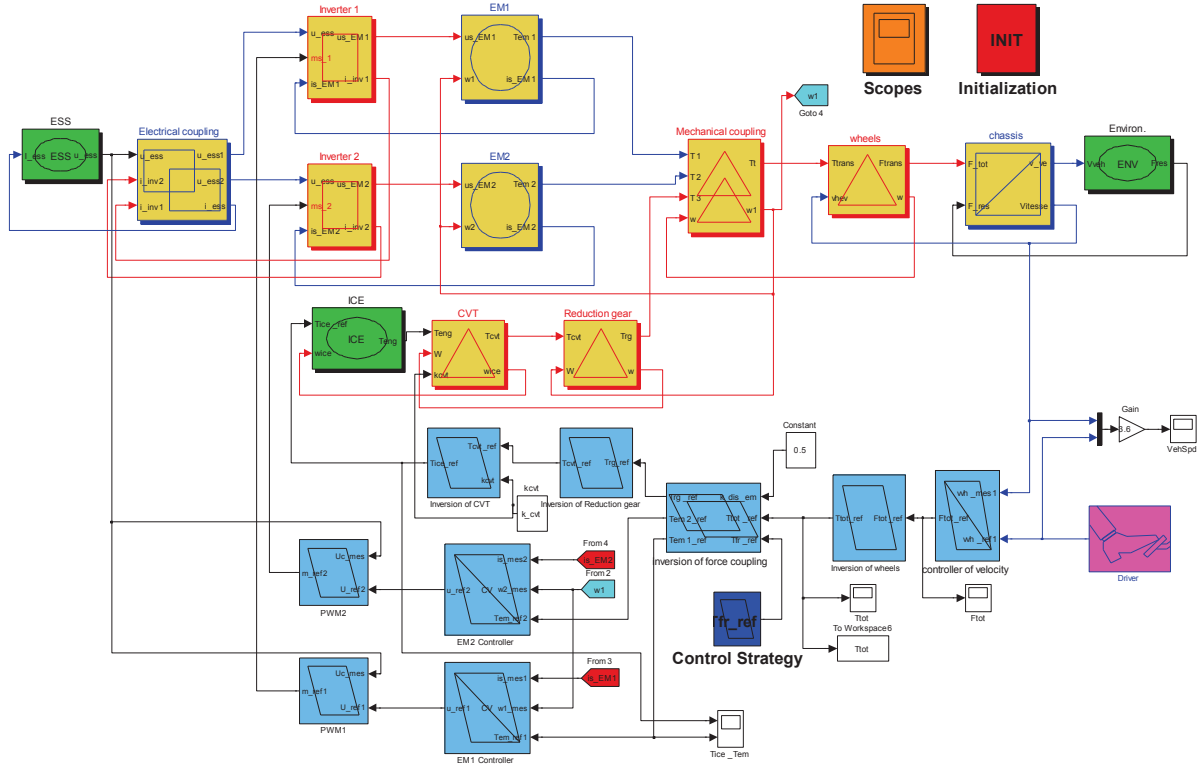 Inverter 1
u_ess
us_EM1
ms_1
i_inv1
is_EM1
EM1
us_EM1
Tem 1
w1
is_EM1
Scopes
INIT
Initialization
w1
Goto 4
ESS
i_ess
ESS
u_ess
Electrical coupling
u_ess
u_ess1
i_inv2
u_ess2
i_inv1
i_ess
Inverter 2
u_ess
us_EM2
ms_2
i_inv2
is_EM2
EM2
us_EM2
Tem 2
w2
is_EM2
Mechanical coupling
T 1
T 2
T 3
w
Tt
w1
wheels
Ttrans
Ftrans
vhev
w
chassis
F_tot
v_ve
F_res
Vitesse
Environ.
Vveh
ENV
Fres
ICE
Tice_ref
ICE
Teng
wice
CVT
Teng
Tcvt
W
kcvt
wice
Reduction gear
Tcvt
Trg
W
w
Tcvt_ref
Tice_ref
kcvt
Inversion of CVT
kcvt
k_cvt
Tcvt_ref
Trg_ref
Inversion of Reduction gear
Constant
0.5
Trg_ref
k_dis_em
Tem 2_ref
Ttot_ref
Tem 1_ref
Tfr_ref
Inversion of force coupling
Ttot_ref
Ftot_ref
Inversion of wheels
wh_mes1
Ftot_ref
wh_ref1
controller of velocity
Gain
3.6
VehSpd
Driver
Uc_mes
m_ref2
U_ref2
PWM2
is_mes2
u_ref2
CV
w2_mes
Tem_ref2
EM2 Controller
From 4
is_EM2
From 2
w1
Tfr_ref
Control Strategy
Ttot
Ftot
To Workspace6
Ttot
Uc_mes
m_ref1
U_ref1
PWM1
is_mes1
u_ref1
CV
w1_mes
Tem_ref1
EM1 Controller
From 3
is_EM1
Tice_Tem